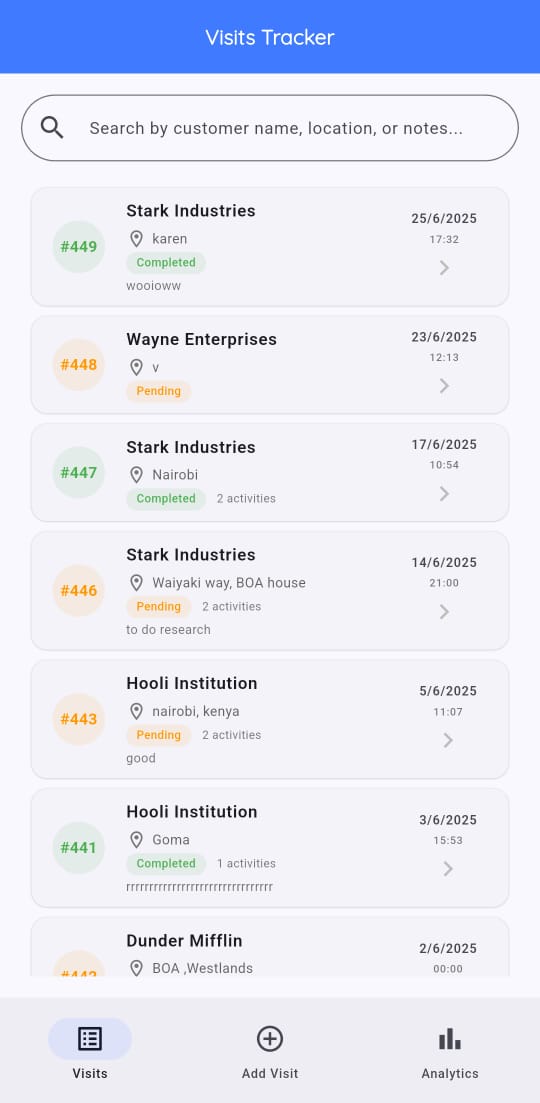 Visits Tracker
Search by customer name, location, or notes...
#449
Stark Industries
karen
Completed
wooioww
25/6/2025
17:32
#448
Wayne Enterprises
v
Pending
23/6/2025
12:13
#447
Stark Industries
Nairobi
Completed 2 activities
17/6/2025
10:54
#446
Stark Industries
Waiyaki way, BOA house
Pending 2 activities
to do research
14/6/2025
21:00
#443
Hooli Institution
nairobi, kenya
Pending 2 activities
good
5/6/2025
11:07
#441
Hooli Institution
Goma
Completed 1 activities
rrrrrrrrrrrrrrrrrrrrrrrrrrrrrrrr
3/6/2025
15:53
#442
Dunder Mifflin
BOA ,Westlands
2/6/2025
00:00
Visits
Add Visit
Analytics